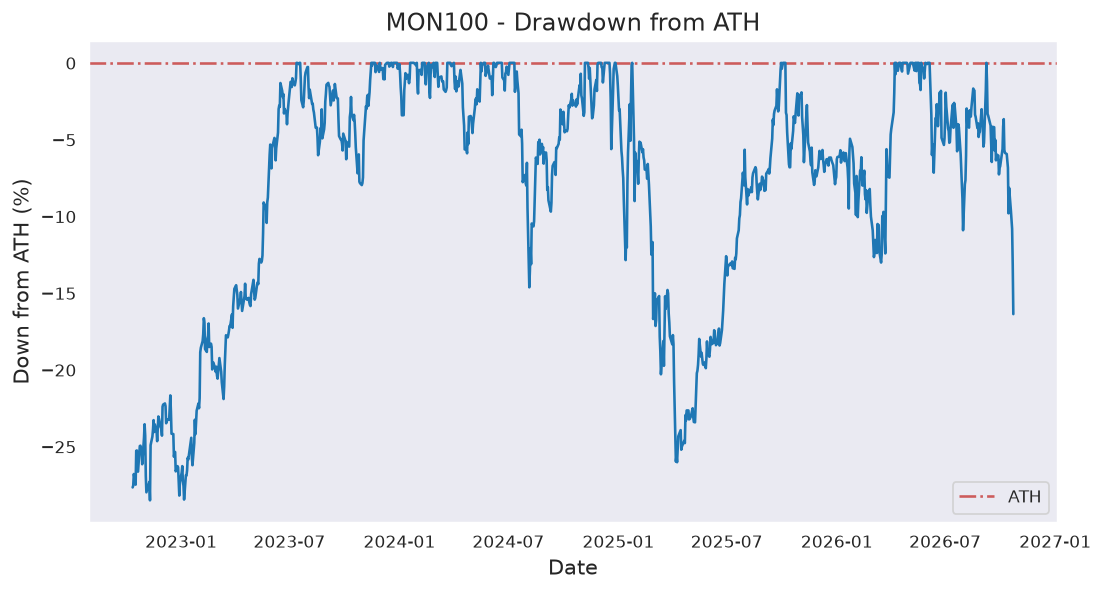 MON100 - Drawdown from ATH
Down from ATH (%)
0
−5
−10
−15
−20
−25
ATH
2023-01 2023-07 2024-01 2024-07 2025-01 2025-07 2026-01 2026-07 2027-01
Date